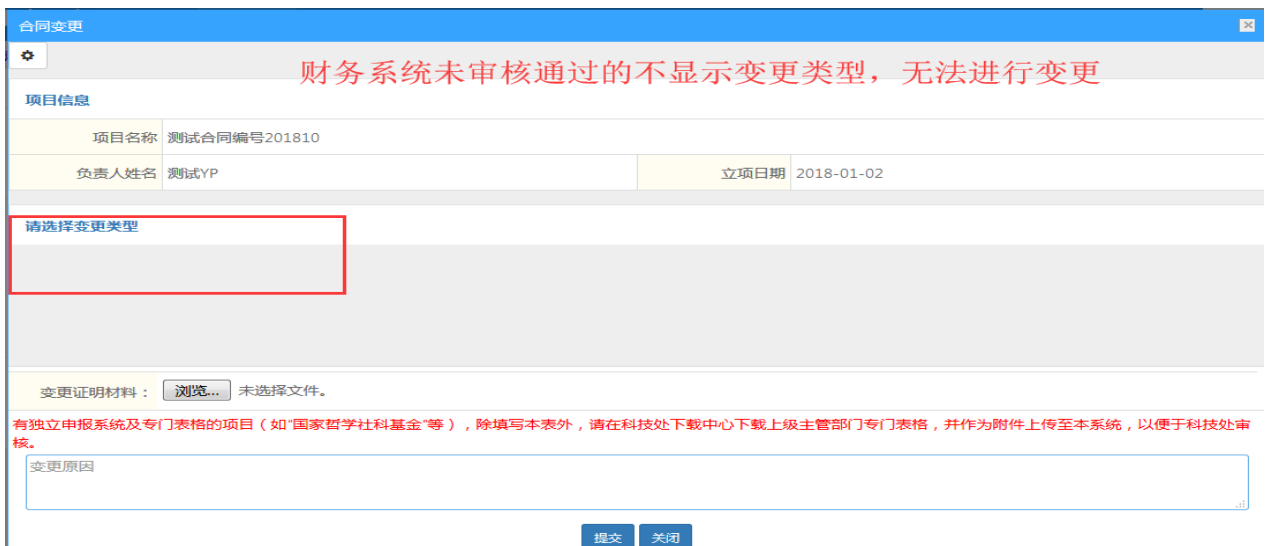 合同变更
财务系统未审核通过的不显示变更类型，无法进行变更
项目信息
项目名称 测试合同编号201810
负责人姓名 测试YP 立项日期 2018-01-02
请选择变更类型
变更证明材料： 浏览... 未选择文件。
有独立申报系统及专门表格的项目（如"国家哲学社科基金"等），除填写本表外，请在科技处下载中心下载上级主管部门专门表格，并作为附件上传至本系统，以便于科技处审
核。
变更原因
提交 关闭